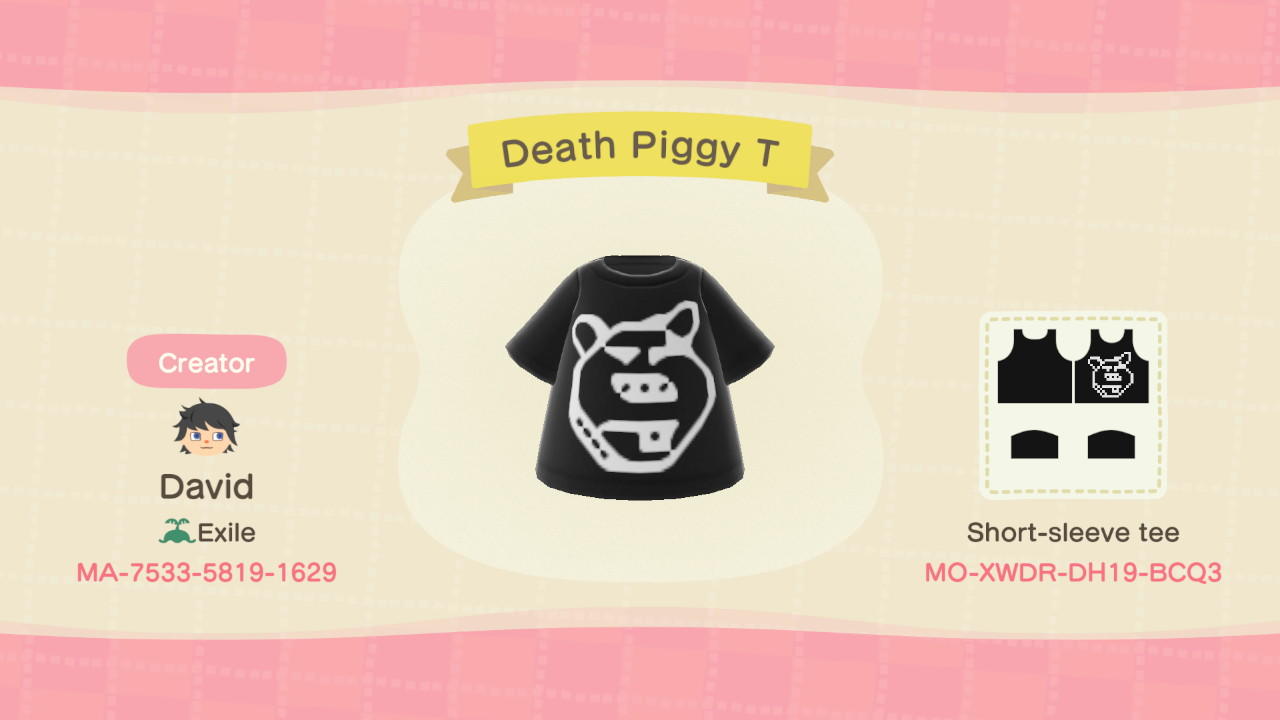 Death Piggy T
Creator
David
Exile
MA-7533-5819-1629
Short-sleeve tee
MO-XWDR-DH19-BCQ3